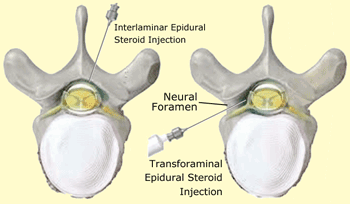 Interlaminar Epidural
Steroid Injection
Neural
Foramen
Transforaminal
Epidural Steroid
Injection